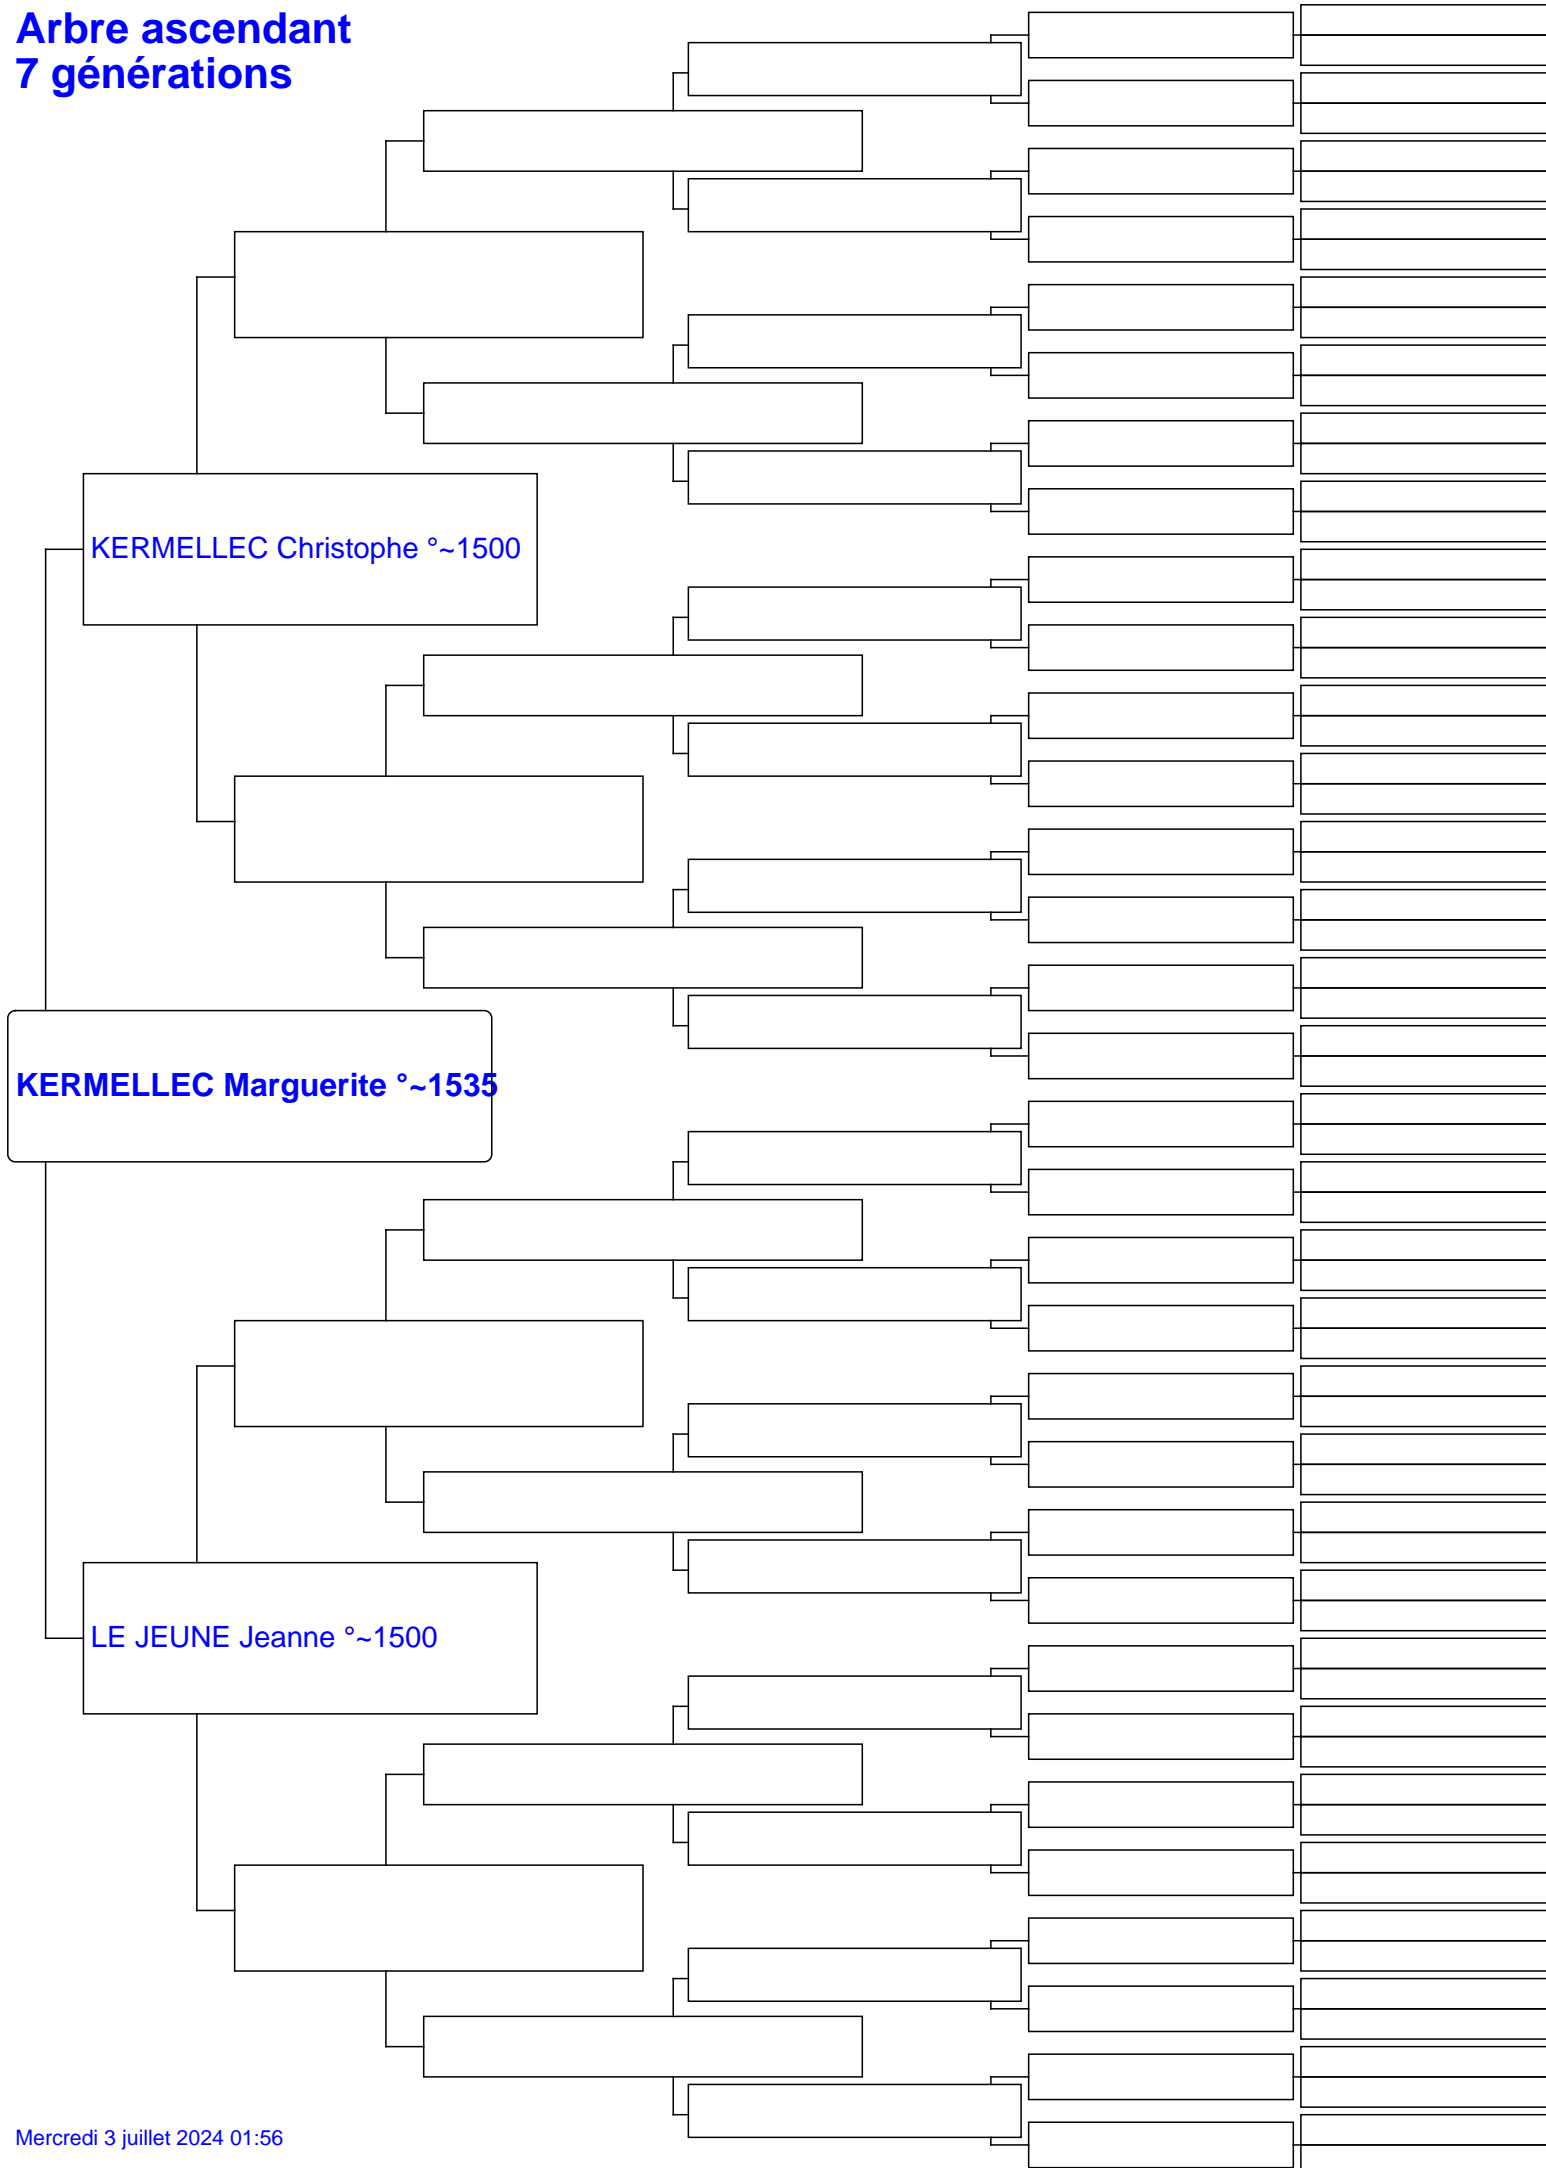 Arbre ascendant
7 générations
KERMELLEC Christophe °~1500
KERMELLEC Marguerite °~1535
LE JEUNE Jeanne °~1500
Mercredi 3 juillet 2024 01:56